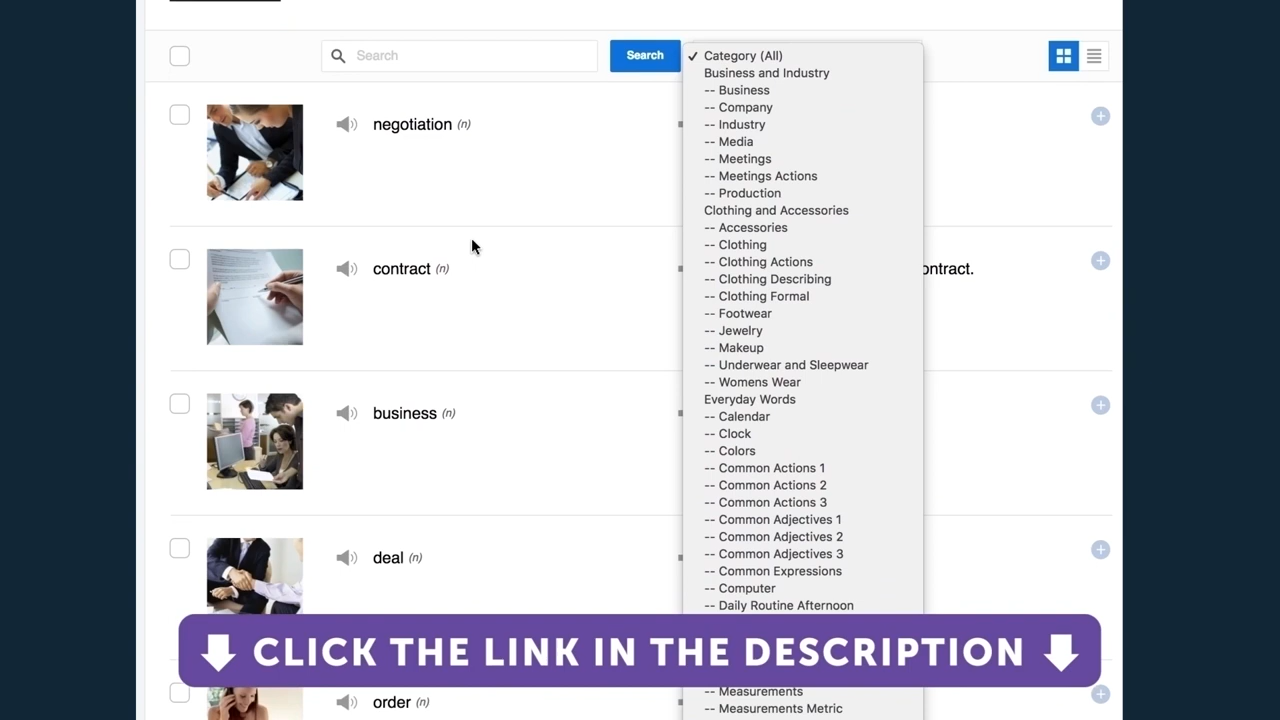 Search
Search
✓ Category (All)
Business and Industry
-- Business
-- Company
-- Industry
-- Media
-- Meetings
-- Meetings Actions
-- Production
Clothing and Accessories
-- Accessories
-- Clothing
-- Clothing Actions
-- Clothing Describing
-- Clothing Formal
-- Footwear
-- Jewelry
-- Makeup
-- Underwear and Sleepwear
-- Womens Wear
Everyday Words
-- Calendar
-- Clock
-- Colors
-- Common Actions 1
-- Common Actions 2
-- Common Actions 3
-- Common Adjectives 1
-- Common Adjectives 2
-- Common Adjectives 3
-- Common Expressions
-- Computer
-- Daily Routine Afternoon
-- Measurements
-- Measurements Metric
negotiation (n)
contract (n)
ontract.
business (n)
deal (n)
order (n)
CLICK THE LINK IN THE DESCRIPTION